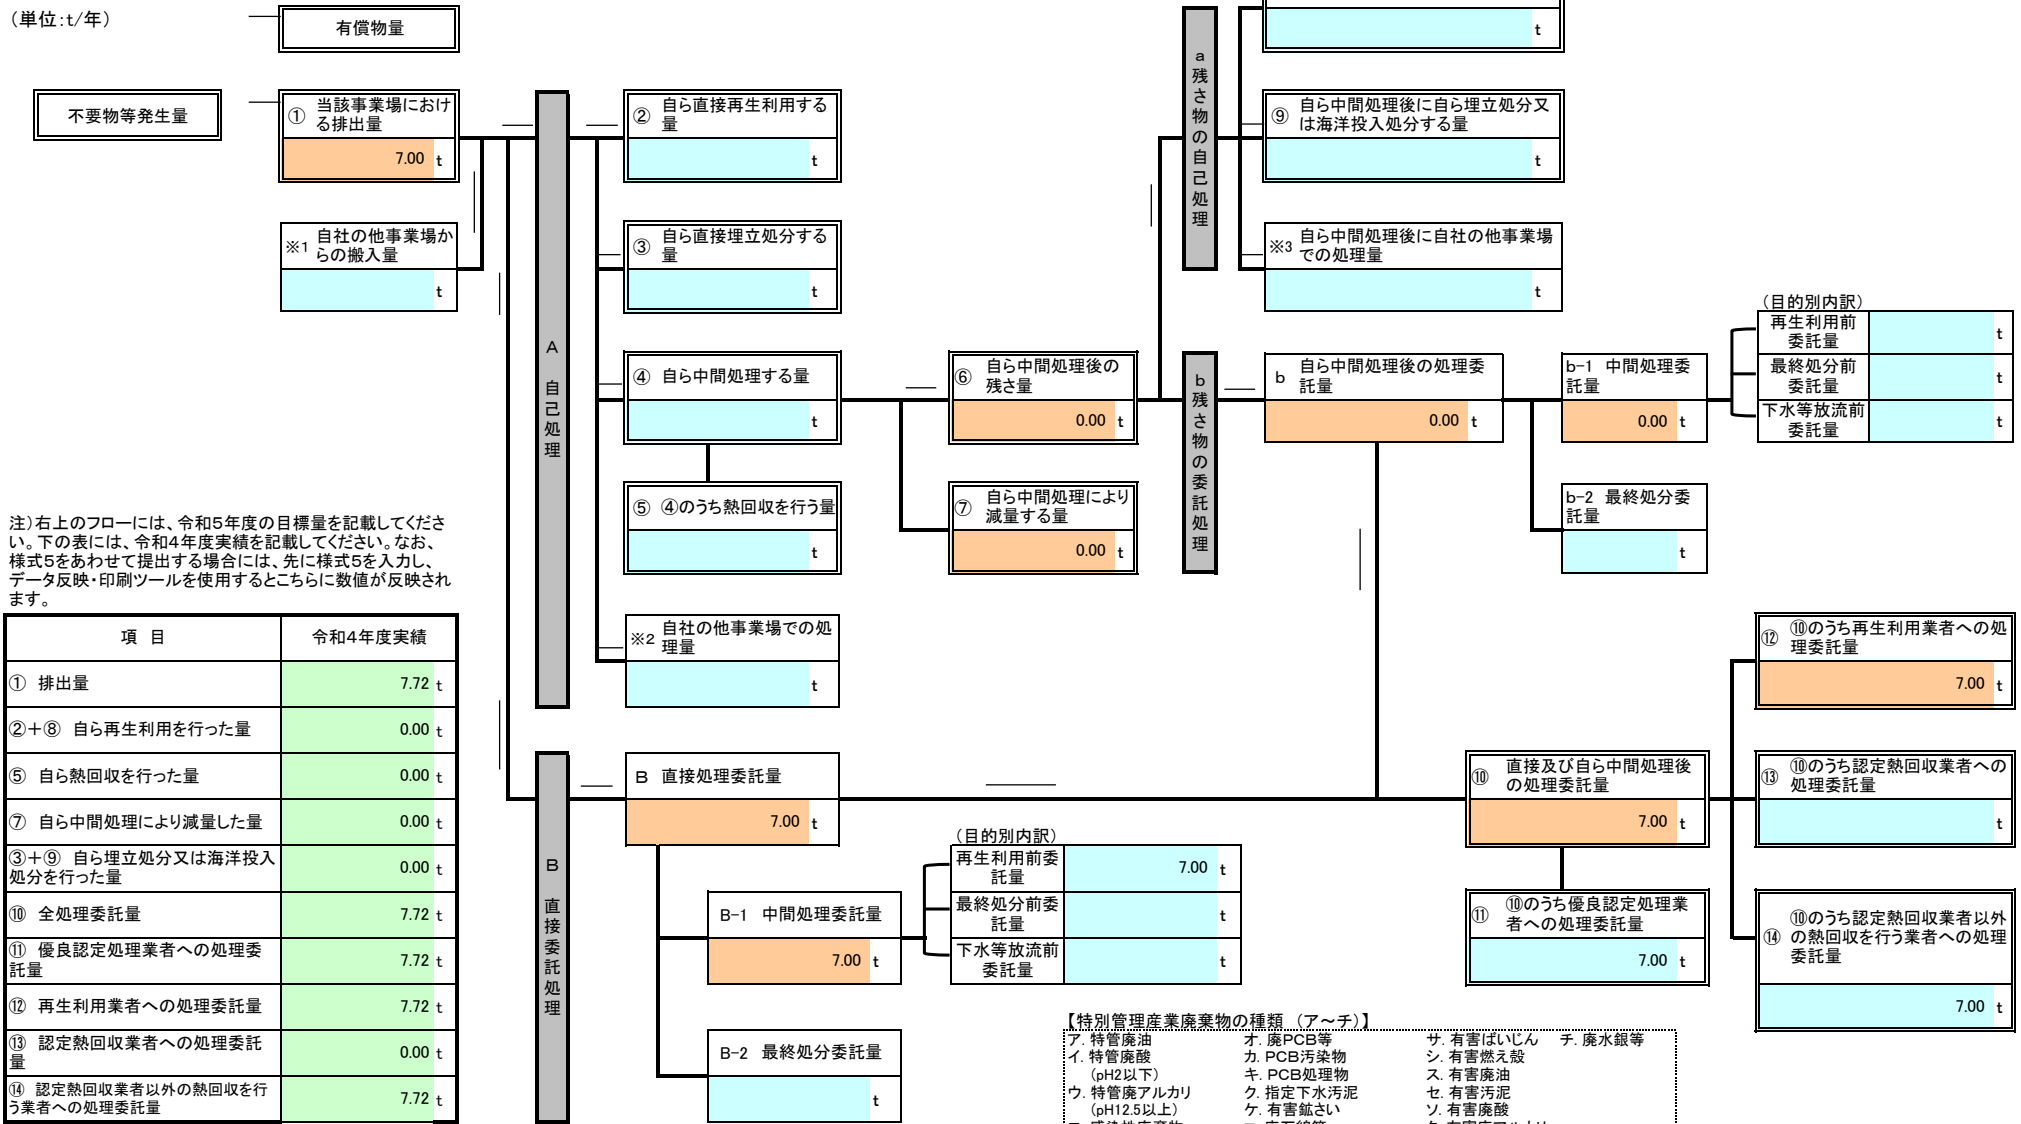 （単位：t/年）
有償物量
t
不要物等発生量
① 当該事業場におけ
る排出量
7.00 t
※1 自社の他事業場か
らの搬入量
t
A 自己処理
② 自ら直接再生利用する
量
t
③ 自ら直接埋立処分する
量
t
④ 自ら中間処理する量
t
⑤ ④のうち熱回収を行う量
t
※2 自社の他事業場での処
理量
t
⑥ 自ら中間処理後の
残さ量
0.00 t
⑦ 自ら中間処理により
減量する量
0.00 t
a 残さ物の自己処理
⑨ 自ら中間処理後に自ら埋立処分又
は海洋投入処分する量
t
※3 自ら中間処理後に自社の他事業場
での処理量
t
b 残さ物の委託処理
b 自ら中間処理後の処理委
託量
0.00 t
b-1 中間処理委
託量
0.00 t
b-2 最終処分委
託量
t
（目的別内訳）
再生利用前
委託量
t
最終処分前
委託量
t
下水等放流前
委託量
t
注）右上のフローには、令和５年度の目標量を記載してくださ
い。下の表には、令和４年度実績を記載してください。なお、
様式５をあわせて提出する場合には、先に様式５を入力し、
データ反映・印刷ツールを使用するとこちらに数値が反映され
ます。
項 目 令和４年度実績
① 排出量 7.72 t
②＋⑧ 自ら再生利用を行った量 0.00 t
⑤ 自ら熱回収を行った量 0.00 t
⑦ 自ら中間処理により減量した量 0.00 t
③＋⑨ 自ら埋立処分又は海洋投入
処分を行った量 0.00 t
⑩ 全処理委託量 7.72 t
⑪ 優良認定処理業者への処理委
託量 7.72 t
⑫ 再生利用業者への処理委託量 7.72 t
⑬ 認定熱回収業者への処理委託
量 0.00 t
⑭ 認定熱回収業者以外の熱回収を行
う業者への処理委託量 7.72 t
B 直接委託処理
B 直接処理委託量
7.00 t
B-1 中間処理委託量
7.00 t
B-2 最終処分委託量
t
（目的別内訳）
再生利用前委
託量
7.00 t
最終処分前委
託量
t
下水等放流前
委託量
t
⑩ 直接及び自ら中間処理後
の処理委託量
7.00 t
⑪ ⑩のうち優良認定処理業
者への処理委託量
7.00 t
⑫ ⑩のうち再生利用業者への処
理委託量
7.00 t
⑬ ⑩のうち認定熱回収業者への
処理委託量
t
⑭ ⑩のうち認定熱回収業者以外
の熱回収を行う業者への処理
委託量
7.00 t
【特別管理産業廃棄物の種類 （ア～チ）】
ア. 特管廃油 オ. 廃PCB等 サ. 有害ばいじん チ. 廃水銀等
イ. 特管廃酸 カ. PCB汚染物 シ. 有害燃え殻
（pH2以下） キ. PCB処理物 ス. 有害廃油
ウ. 特管廃アルカリ ク. 指定下水汚泥 セ. 有害汚泥
（pH12.5以上） ケ. 有害鉱さい ソ. 有害廃酸